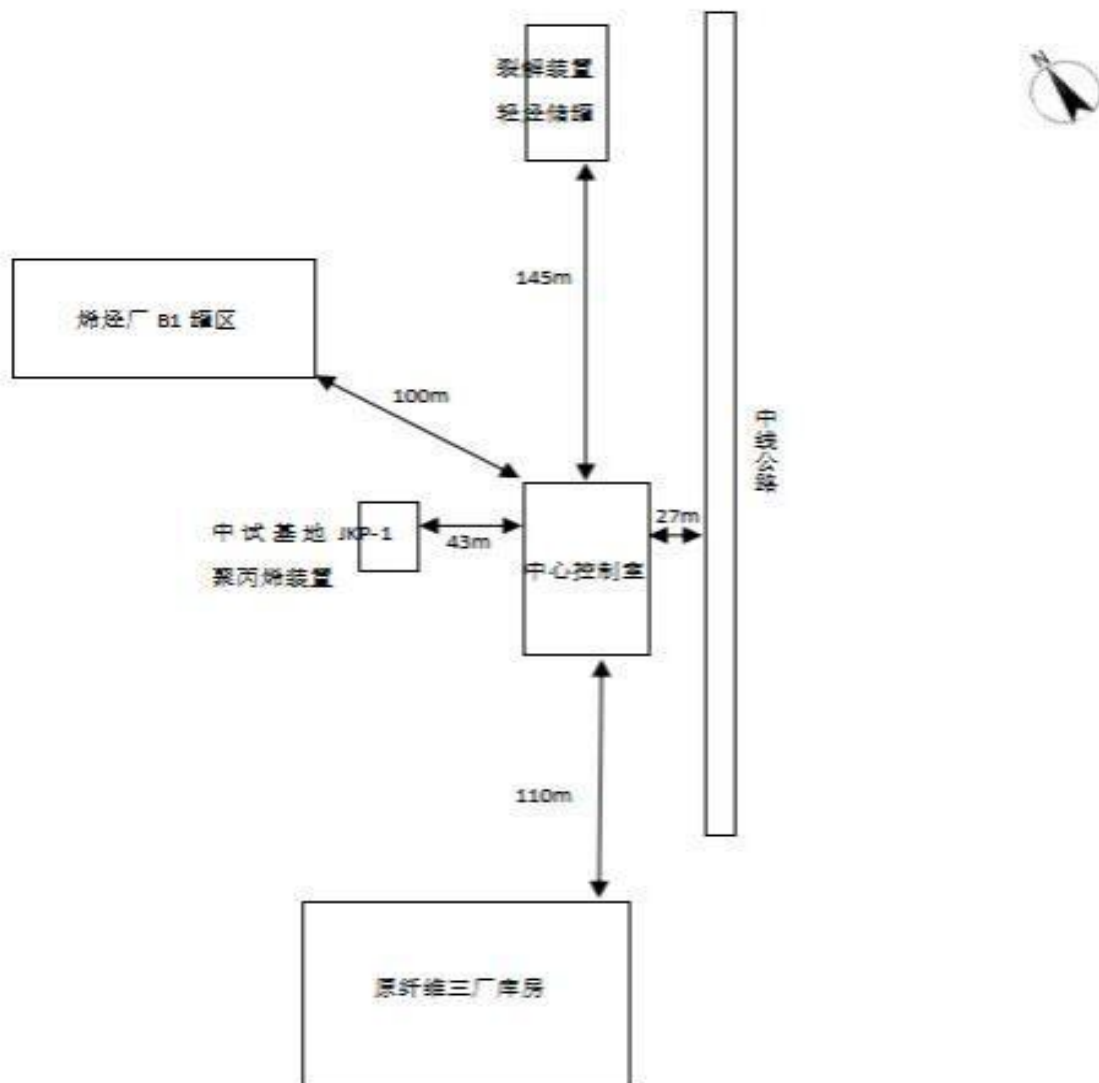 N
裂解装置
轻烃储罐
145m
烯烃厂 B1 罐区
100m
中线公路
中试基地 JKP-1
聚丙烯装置
43m
27m
中心控制室
110m
原纤维三厂库房